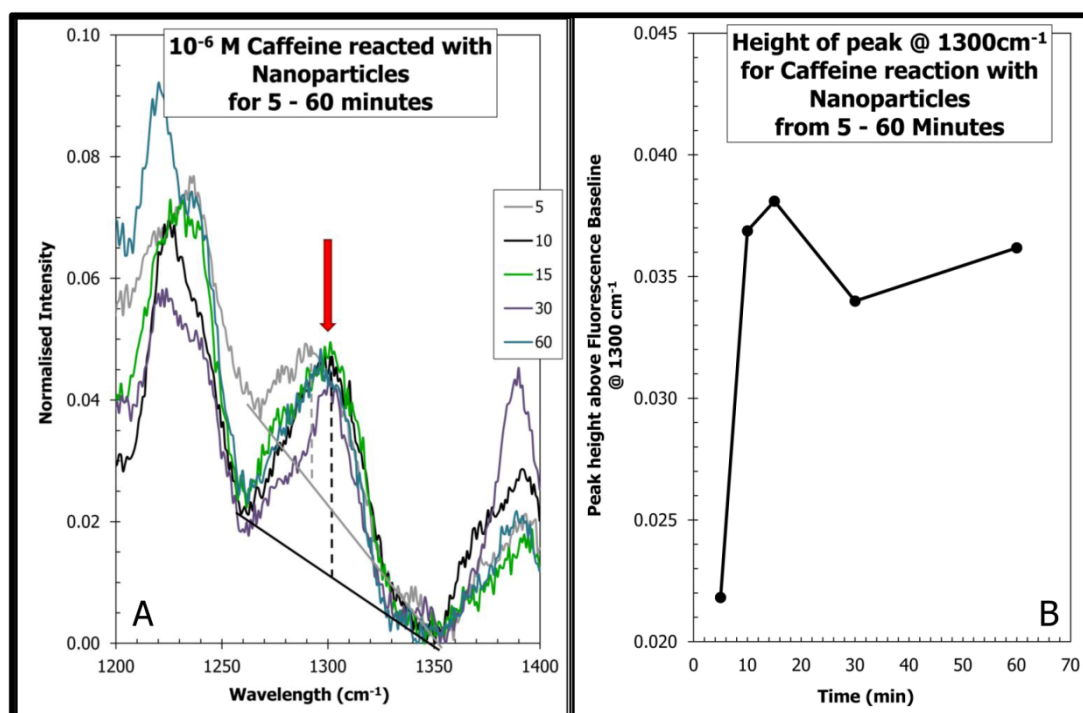 10⁻⁶ M Caffeine reacted with
Nanoparticles
for 5 - 60 minutes
0.10
0.08
0.06
0.04
0.02
0.00
Normalised Intensity
5
10
15
30
60
A
1200
1250
1300
1350
1400
Wavelength (cm⁻¹)
Height of peak @ 1300cm⁻¹
for Caffeine reaction with
Nanoparticles
from 5 - 60 Minutes
0.045
0.040
0.035
0.030
0.025
0.020
Peak height above Fluorescence Baseline
@ 1300 cm⁻¹
B
0
10
20
30
40
50
60
70
Time (min)